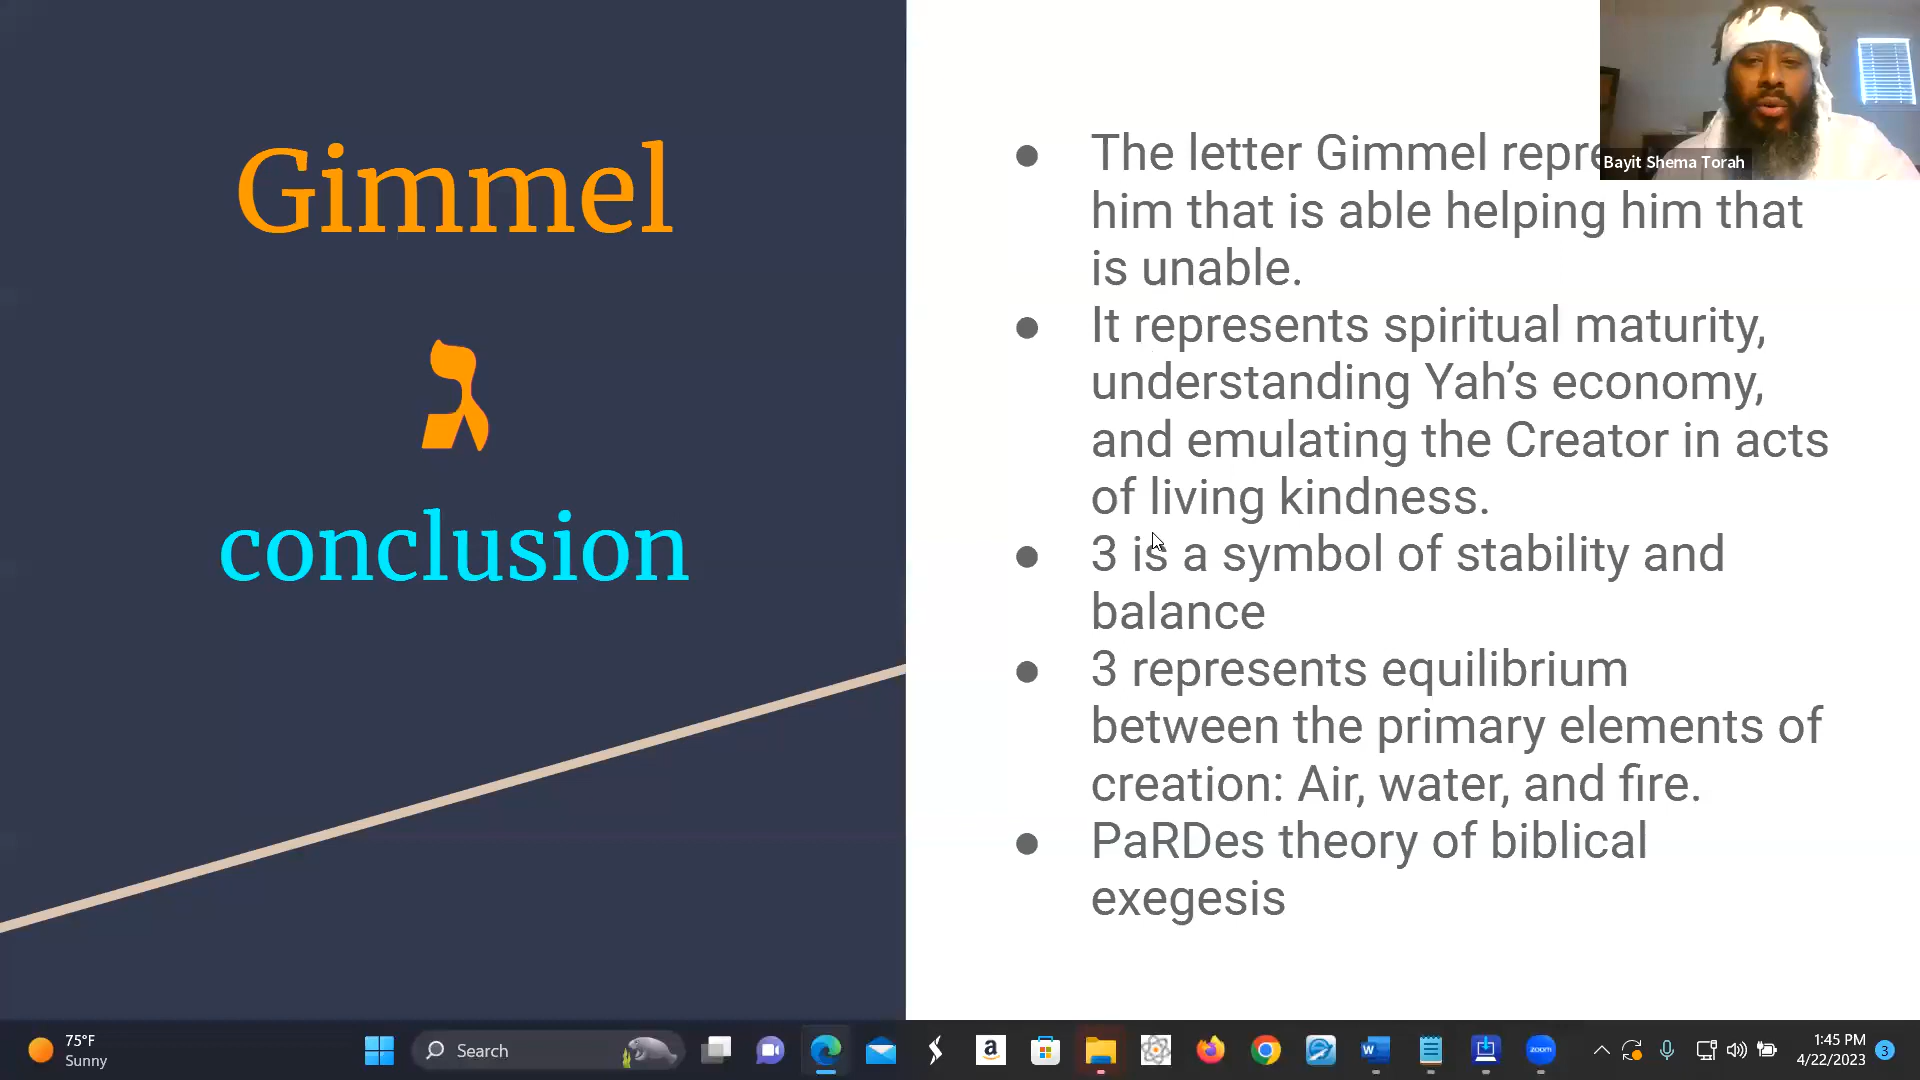 Gimmel
ג
conclusion
The letter Gimmel
him that is able helping him that
is unable.
It represents spiritual maturity,
understanding Yah’s economy,
and emulating the Creator in acts
of living kindness.
3 is a symbol of stability and
balance
3 represents equilibrium
between the primary elements of
creation: Air, water, and fire.
PaRDes theory of biblical
exegesis
Bayit Shema Torah
75°F
Sunny
Search
a
zoom
1:45 PM
4/22/2023
3